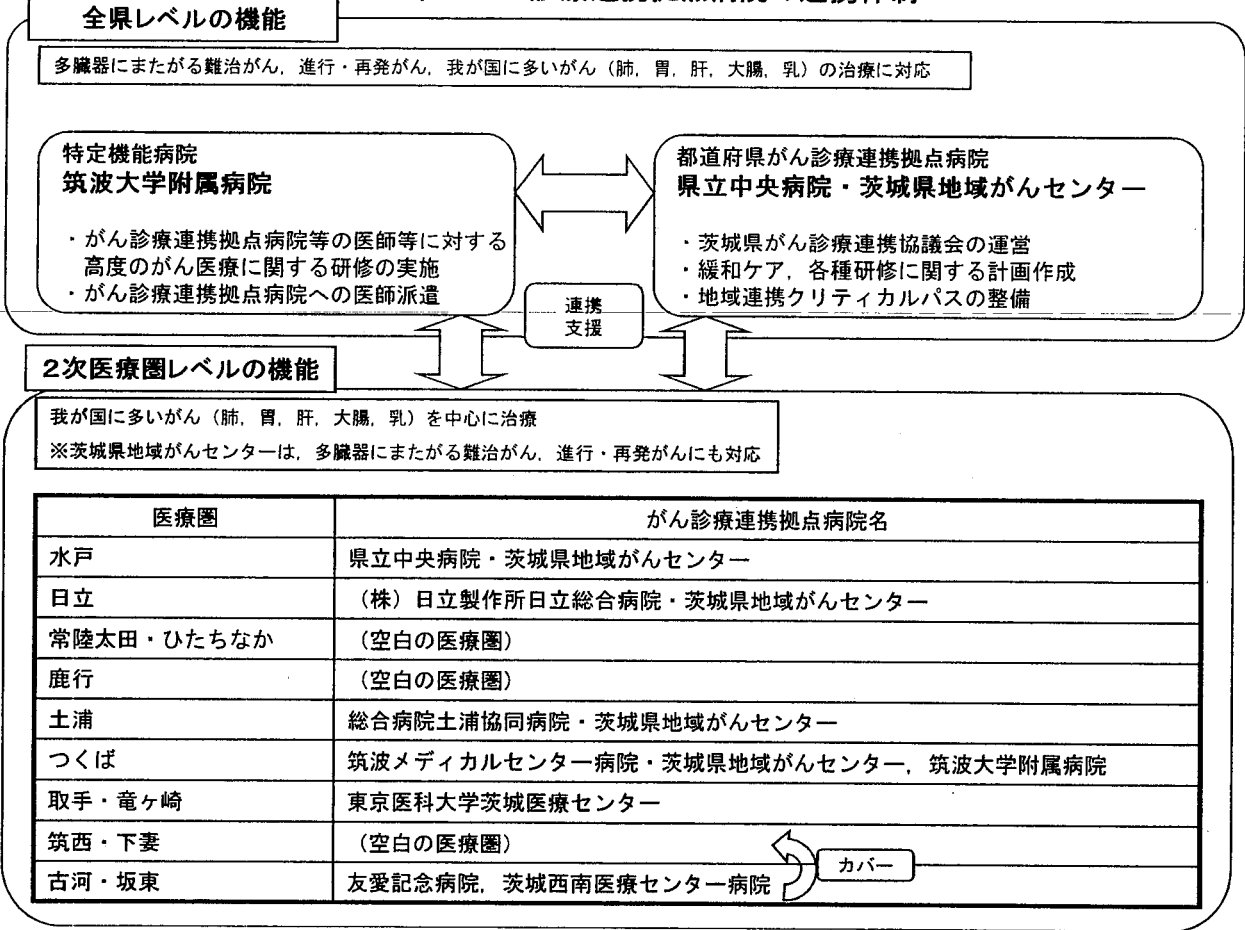 全県レベルの機能
多臓器にまたがる難治がん，進行・再発がん，我が国に多いがん（肺，胃，肝，大腸，乳）の治療に対応
特定機能病院
筑波大学附属病院
・がん診療連携拠点病院等の医師等に対する
高度のがん医療に関する研修の実施
・がん診療連携拠点病院への医師派遣
都道府県がん診療連携拠点病院
県立中央病院・茨城県地域がんセンター
・茨城県がん診療連携協議会の運営
・緩和ケア，各種研修に関する計画作成
・地域連携クリティカルパスの整備
連携
支援
2次医療圏レベルの機能
我が国に多いがん（肺，胃，肝，大腸，乳）を中心に治療
※茨城県地域がんセンターは，多臓器にまたがる難治がん，進行・再発がんにも対応
医療圏 がん診療連携拠点病院名
水戸 県立中央病院・茨城県地域がんセンター
日立 （株）日立製作所日立総合病院・茨城県地域がんセンター
常陸太田・ひたちなか （空白の医療圏）
鹿行 （空白の医療圏）
土浦 総合病院土浦協同病院・茨城県地域がんセンター
つくば 筑波メディカルセンター病院・茨城県地域がんセンター，筑波大学附属病院
取手・竜ヶ崎 東京医科大学茨城医療センター
筑西・下妻 （空白の医療圏）
カバー
古河・坂東 友愛記念病院，茨城西南医療センター病院